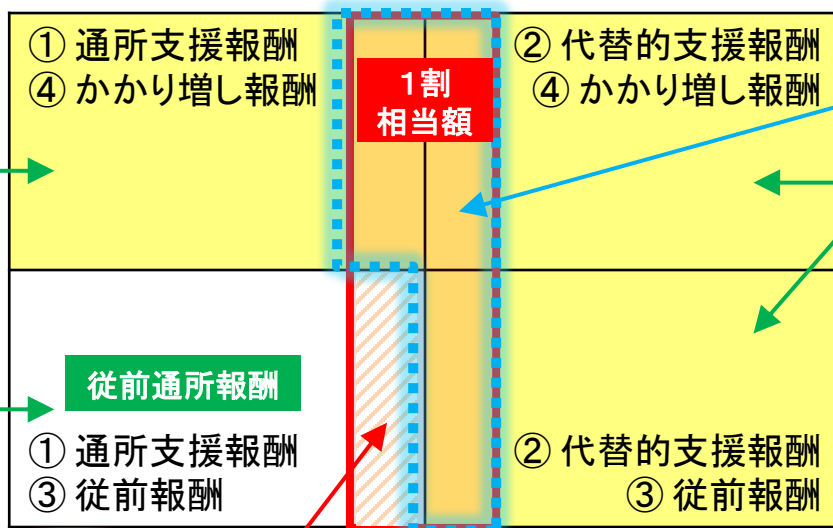 ① 通所支援報酬
④ かかり増し報酬
1割
相当額
② 代替的支援報酬
④ かかり増し報酬
従前通所報酬
① 通所支援報酬
③ 従前報酬
② 代替的支援報酬
③ 従前報酬